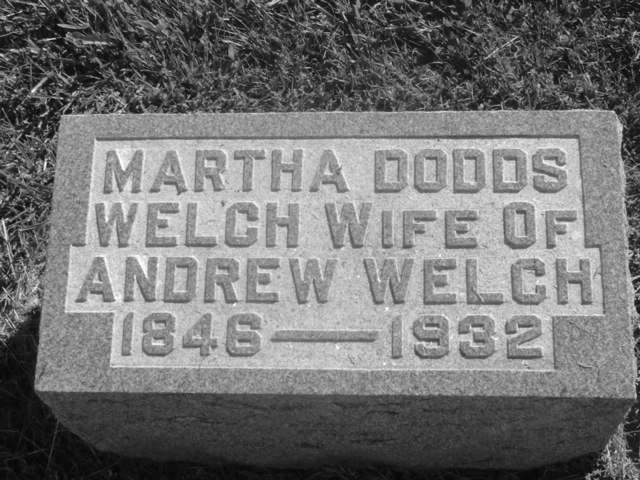 MARTHA DODDS
WELCH WIFE OF
ANDREW WELCH
1846 — 1932